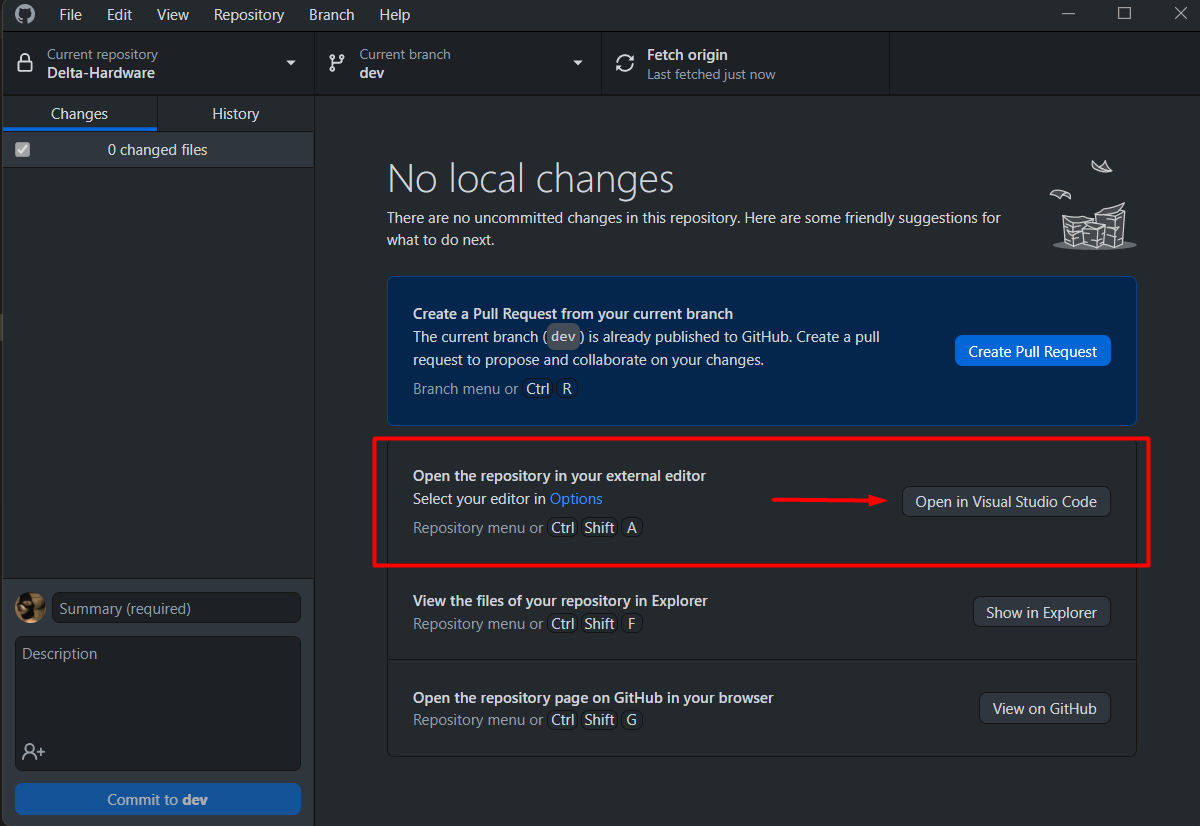 File Edit View Repository Branch Help
Current repository
Delta-Hardware
Current branch
dev
Fetch origin
Last fetched just now
Changes History
0 changed files
No local changes
There are no uncommitted changes in this repository. Here are some friendly suggestions for
what to do next.
Create a Pull Request from your current branch
The current branch (dev) is already published to GitHub. Create a pull
request to propose and collaborate on your changes.
Branch menu or Ctrl R
Create Pull Request
Open the repository in your external editor
Select your editor in Options
Repository menu or Ctrl Shift A
Open in Visual Studio Code
View the files of your repository in Explorer
Repository menu or Ctrl Shift F
Show in Explorer
Open the repository page on GitHub in your browser
Repository menu or Ctrl Shift G
View on GitHub
Summary (required)
Description
Commit to dev